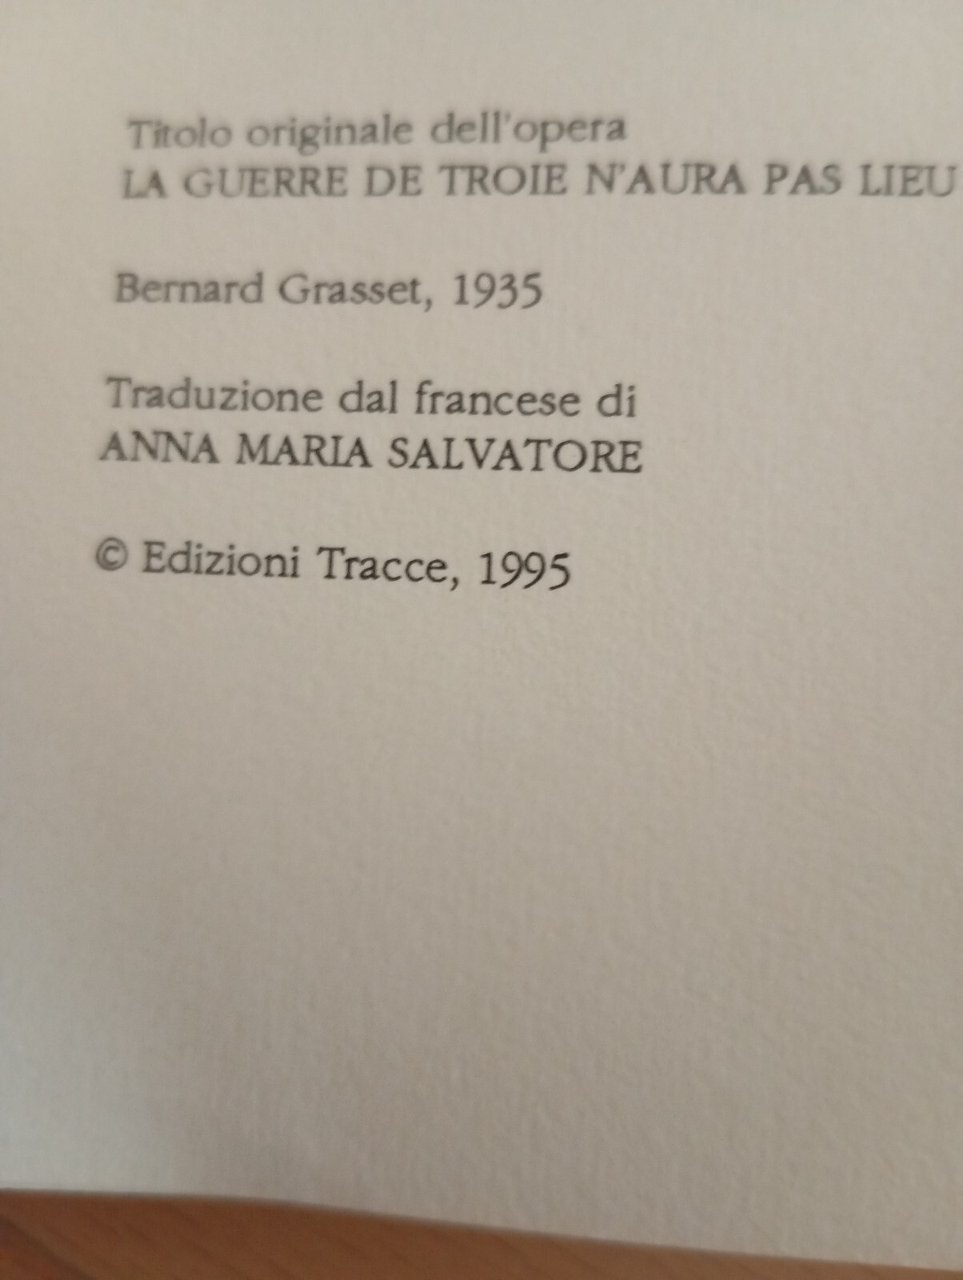 Titolo originale dell'opera
LA GUERRE DE TROIE N'AURA PAS LIEU
Bernard Grasset, 1935
Traduzione dal francese di
ANNA MARIA SALVATORE
© Edizioni Tracce, 1995